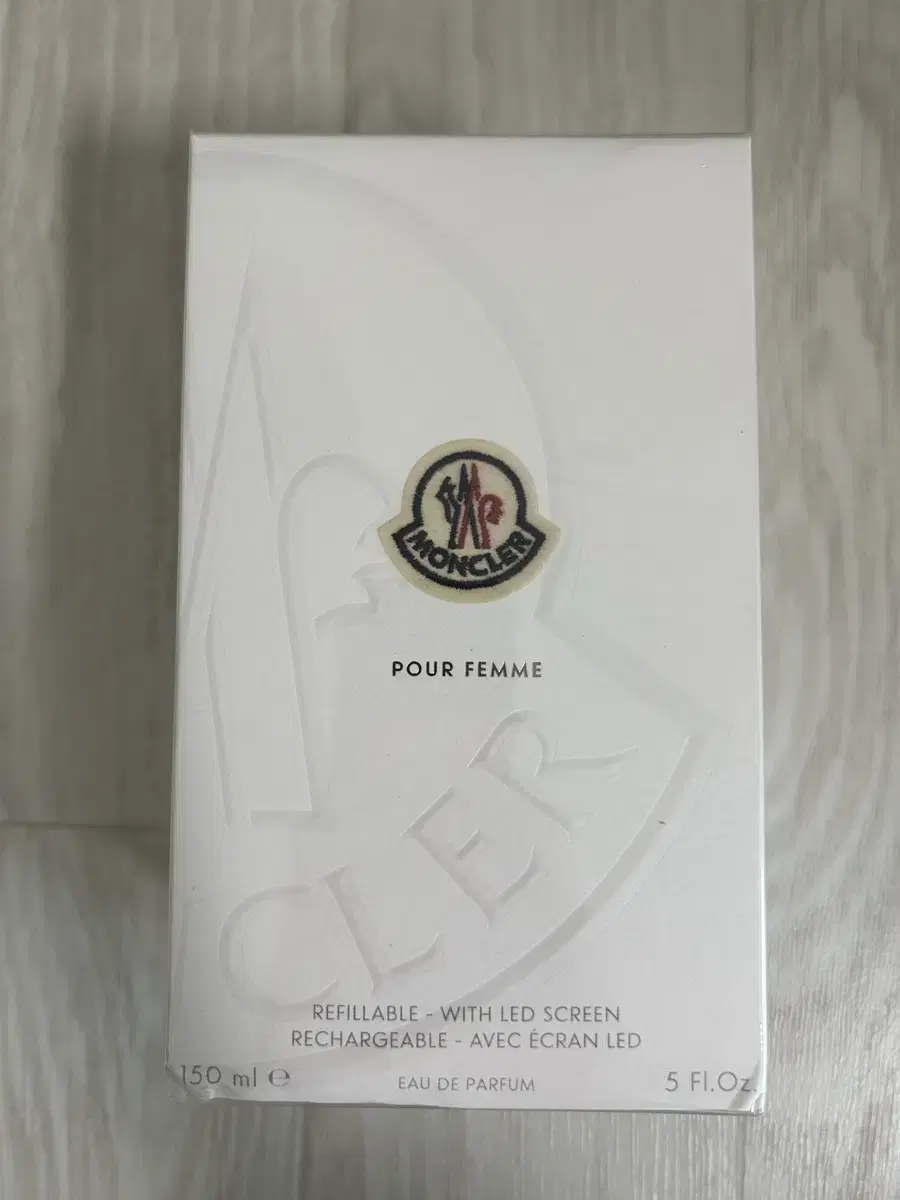 MONCLER
POUR FEMME
CLER
REFILLABLE - WITH LED SCREEN
RECHARGEABLE - AVEC ÉCRAN LED
150 ml ℮
EAU DE PARFUM
5 Fl.Oz.